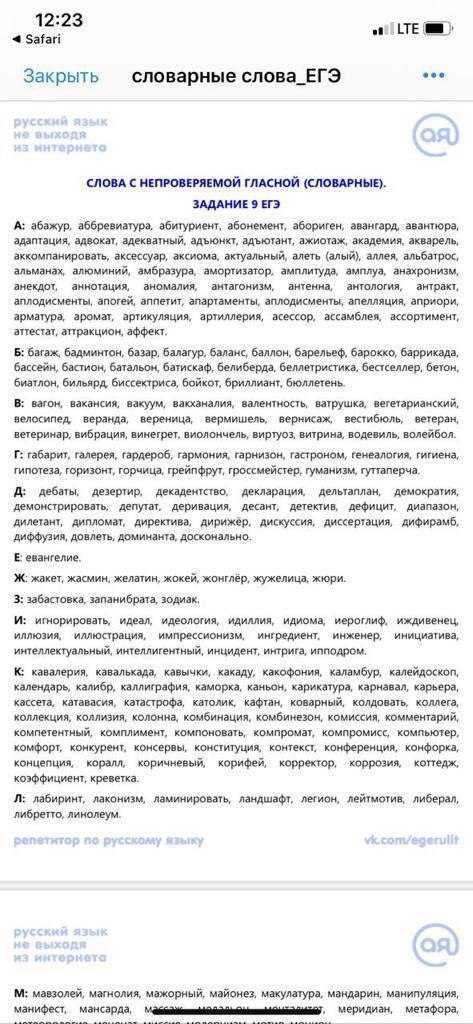 12:23
LTE
◀ Safari
Закрыть
словарные слова_ЕГЭ
•••
русский язык
не выходя
из интернета
ая
СЛОВА С НЕПРОВЕРЯЕМОЙ ГЛАСНОЙ (СЛОВАРНЫЕ).
ЗАДАНИЕ 9 ЕГЭ
А: абажур, аббревиатура, абитуриент, абонемент, абориген, авангард, авантюра,
адаптация, адвокат, адекватный, адъюнкт, адъютант, ажиотаж, академия, акварель,
аккомпанировать, аксессуар, аксиома, актуальный, алеть (алый), аллея, альбатрос,
альманах, алюминий, амбразура, амортизатор, амплитуда, амплуа, анахронизм,
анекдот, аннотация, аномалия, антагонизм, антенна, антология, антракт,
аплодисменты, апогей, аппетит, апартаменты, аплодисменты, апелляция, априори,
арматура, аромат, артикуляция, артиллерия, асессор, ассамблея, ассортимент,
аттестат, аттракцион, аффект.
Б: багаж, бадминтон, базар, балагур, баланс, баллон, барельеф, барокко, баррикада,
бассейн, бастион, батальон, батискаф, белиберда, беллетристика, бестселлер, бетон,
биатлон, бильярд, биссектриса, бойкот, бриллиант, бюллетень.
В: вагон, вакансия, вакуум, вакханалия, валентность, ватрушка, вегетарианский,
велосипед, веранда, вереница, вермишель, вернисаж, вестибюль, ветеран,
ветеринар, вибрация, винегрет, виолончель, виртуоз, витрина, водевиль, волейбол.
Г: габарит, галерея, гардероб, гармония, гарнизон, гастроном, генеалогия, гигиена,
гипотеза, горизонт, горчица, грейпфрут, гроссмейстер, гуманизм, гуттаперча.
Д: дебаты, дезертир, декадентство, декларация, дельтаплан, демократия,
демонстрировать, депутат, деривация, десант, детектив, дефицит, диапазон,
дилетант, дипломат, директива, дирижёр, дискуссия, диссертация, дифирамб,
диффузия, довлеть, доминанта, досконально.
Е: евангелие.
Ж: жакет, жасмин, желатин, жокей, жонглёр, жужелица, жюри.
З: забастовка, запанибрата, зодиак.
И: игнорировать, идеал, идеология, идиллия, идиома, иероглиф, иждивенец,
иллюзия, иллюстрация, импрессионизм, ингредиент, инженер, инициатива,
интеллектуальный, интеллигентный, инцидент, интрига, ипподром.
К: кавалерия, кавалькада, кавычки, какаду, какофония, каламбур, калейдоскоп,
календарь, калибр, каллиграфия, каморка, каньон, карикатура, карнавал, карьера,
кассета, катавасия, катастрофа, католик, кафтан, коварный, колдовать, коллега,
коллекция, коллизия, колонна, комбинация, комбинезон, комиссия, комментарий,
компетентный, комплимент, компоновать, компромат, компромисс, компьютер,
комфорт, конкурент, консервы, конституция, контекст, конференция, конфорка,
концепция, коралл, коричневый, корифей, корректор, коррозия, коттедж,
коэффициент, креветка.
Л: лабиринт, лаконизм, ламинировать, ландшафт, легион, лейтмотив, либерал,
либретто, линолеум.
репетитор по русскому языку
vk.com/egerulit
русский язык
не выходя
из интернета
ая
М: мавзолей, магнолия, мажорный, майонез, макулатура, мандарин, манипуляция,
манифест, мансарда, массаж, медальон, менталитет, меридиан, метафора,
метеорология, меценат, миссия, модернизм, мотив, монсон